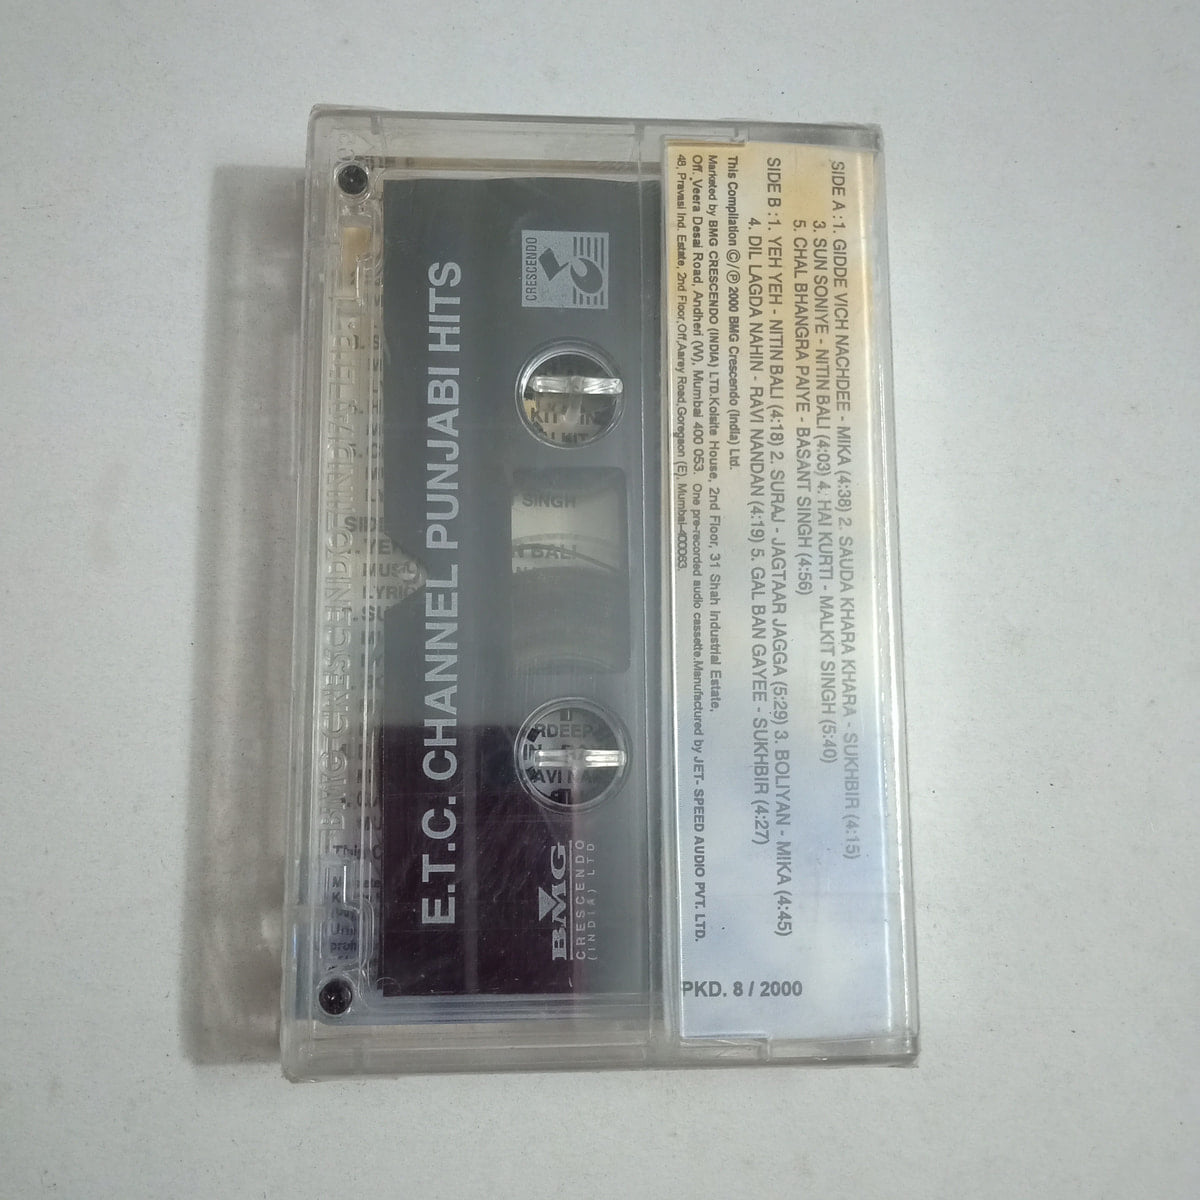 SIDE A : 1. GIDDE VICH NACHDEE - MIKA (4:38) 2. SAUDA KHARA KHARA - SUKHBIR (4:15)
3. SUN SONIYE - NITIN BALI (4:03) 4. HAI KURTI - MALKIT SINGH (5:40)
5. CHAL BHANGRA PAIYE - BASANT SINGH (4:56)
SIDE B : 1. YEH YEH - NITIN BALI (4:18) 2. SURAJ - JAGTAAR JAGGA (5:29) 3. BOLIYAN - MIKA (4:45)
4. DIL LAGDA NAHIN - RAVI NANDAN (4:19) 5. GAL BAN GAYEE - SUKHBIR (4:27)
This Compilation ©/℗ 2000 BMG Crescendo (India) Ltd.
Marketed by BMG CRESCENDO (INDIA) LTD.Kolsite House, 2nd Floor, 31 Shah Industrial Estate,
Off. Veera Desai Road, Andheri (W), Mumbai 400 053. One pre-recorded audio cassette.Manufactured by JET- SPEED AUDIO PVT. LTD.
48, Pravasi Ind. Estate, 2nd Floor,Off.Aarey Road,Goregaon (E), Mumbai-400063.
PKD. 8 / 2000
CRESCENDO
E.T.C. CHANNEL PUNJABI HITS
BMG
CRESCENDO
(INDIA) LTD
SINGH
BALI